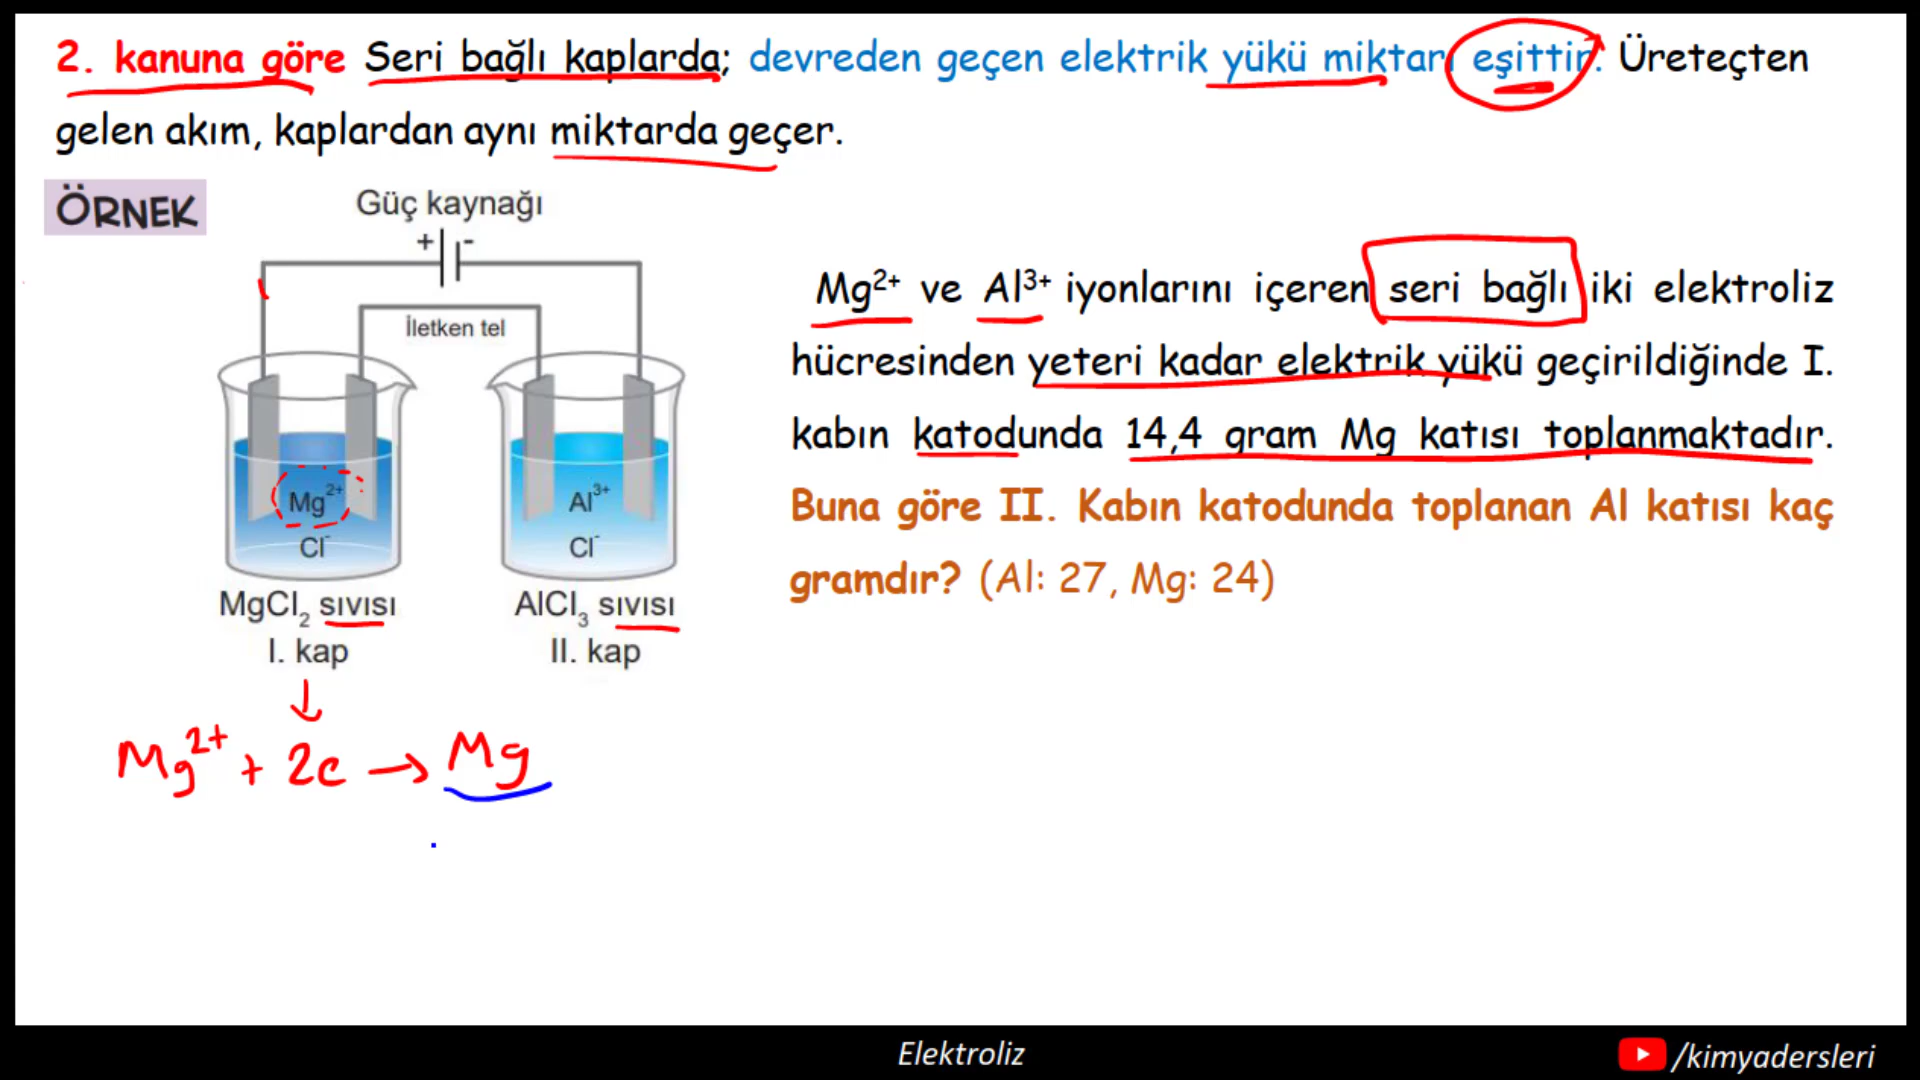 2. kanuna göre Seri bağlı kaplarda; devreden geçen elektrik yükü miktarı eşittir. Üreteçten
gelen akım, kaplardan aynı miktarda geçer.
ÖRNEK
Güç kaynağı
+ -
İletken tel
Mg²⁺
Cl⁻
Al³⁺
Cl⁻
MgCl₂ sıvısı
I. kap
AlCl₃ sıvısı
II. kap
Mg²⁺ + 2e → Mg
Mg²⁺ ve Al³⁺ iyonlarını içeren seri bağlı iki elektroliz
hücresinden yeteri kadar elektrik yükü geçirildiğinde I.
kabın katodunda 14,4 gram Mg katısı toplanmaktadır.
Buna göre II. Kabın katodunda toplanan Al katısı kaç
gramdır? (Al: 27, Mg: 24)
Elektroliz
/kimyadersleri